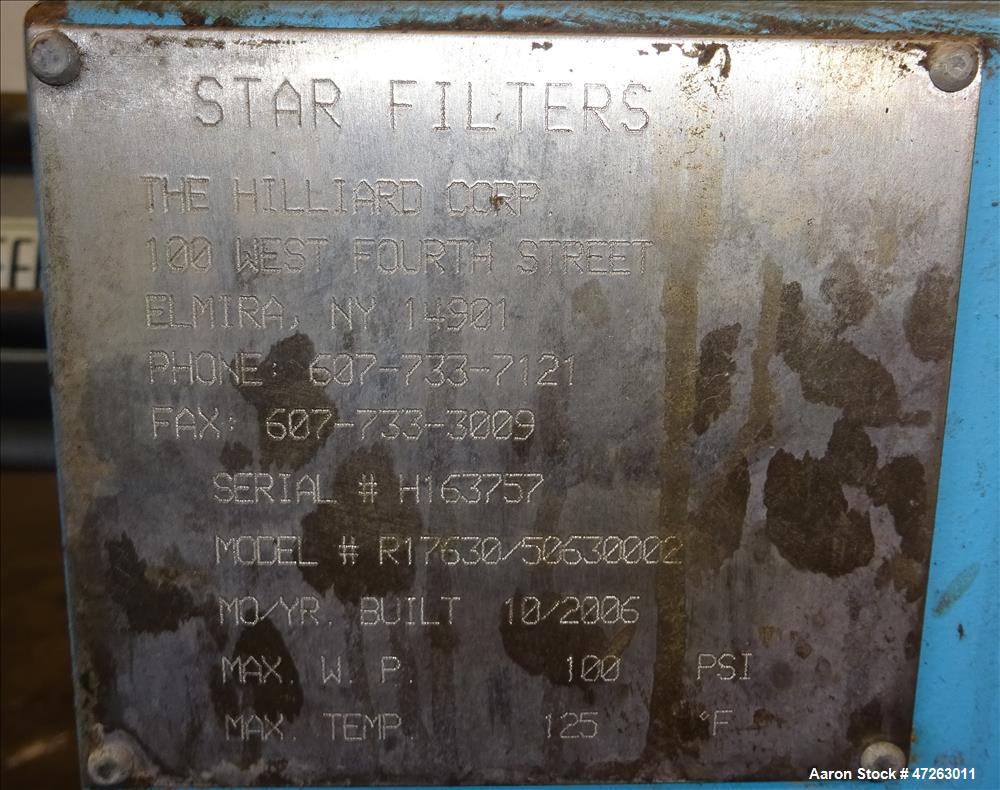 STAR FILTERS
THE HILLIARD CORP.
100 WEST FOURTH STREET
ELMIRA, NY 14901
PHONE: 607-733-7121
FAX: 607-733-3009
SERIAL # H163757
MODEL # R17630/50630002
MO/YR. BUILT 10/2006
MAX. W. P. 100 PSI
MAX. TEMP. 125 °F
Aaron Stock # 47263011